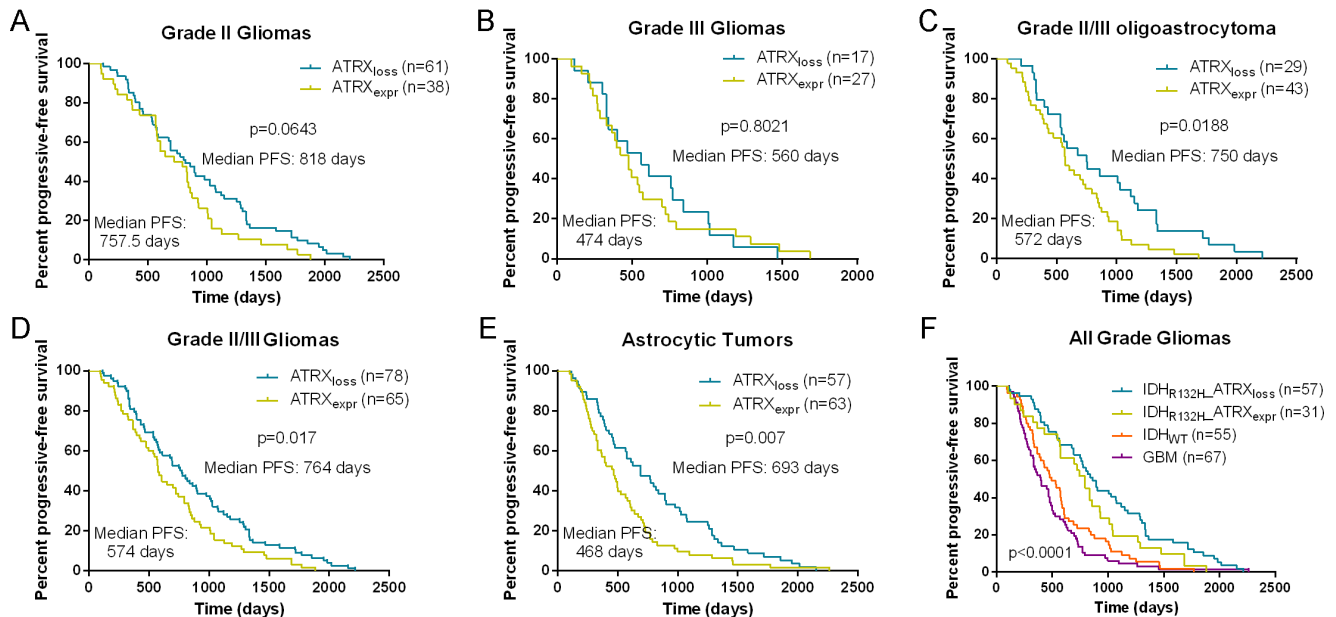 A
Grade II Gliomas
Percent progressive-free survival
100
80
60
40
20
0
ATRXloss (n=61)
ATRXexpr (n=38)
p=0.0643
Median PFS: 818 days
Median PFS:
757.5 days
0 500 1000 1500 2000 2500
Time (days)
B
Grade III Gliomas
Percent progressive-free survival
100
80
60
40
20
0
ATRXloss (n=17)
ATRXexpr (n=27)
p=0.8021
Median PFS: 560 days
Median PFS:
474 days
0 500 1000 1500 2000
Time (days)
C
Grade II/III oligoastrocytoma
Percent progressive-free survival
100
80
60
40
20
0
ATRXloss (n=29)
ATRXexpr (n=43)
p=0.0188
Median PFS: 750 days
Median PFS:
572 days
0 500 1000 1500 2000 2500
Time (days)
D
Grade II/III Gliomas
Percent progressive-free survival
100
80
60
40
20
0
ATRXloss (n=78)
ATRXexpr (n=65)
p=0.017
Median PFS: 764 days
Median PFS:
574 days
0 500 1000 1500 2000 2500
Time (days)
E
Astrocytic Tumors
Percent progressive-free survival
100
80
60
40
20
0
ATRXloss (n=57)
ATRXexpr (n=63)
p=0.007
Median PFS: 693 days
Median PFS:
468 days
0 500 1000 1500 2000 2500
Time (days)
F
All Grade Gliomas
Percent progressive-free survival
100
80
60
40
20
0
IDHR132H_ATRXloss (n=57)
IDHR132H_ATRXexpr (n=31)
IDHWT (n=55)
GBM (n=67)
p<0.0001
0 500 1000 1500 2000 2500
Time (days)